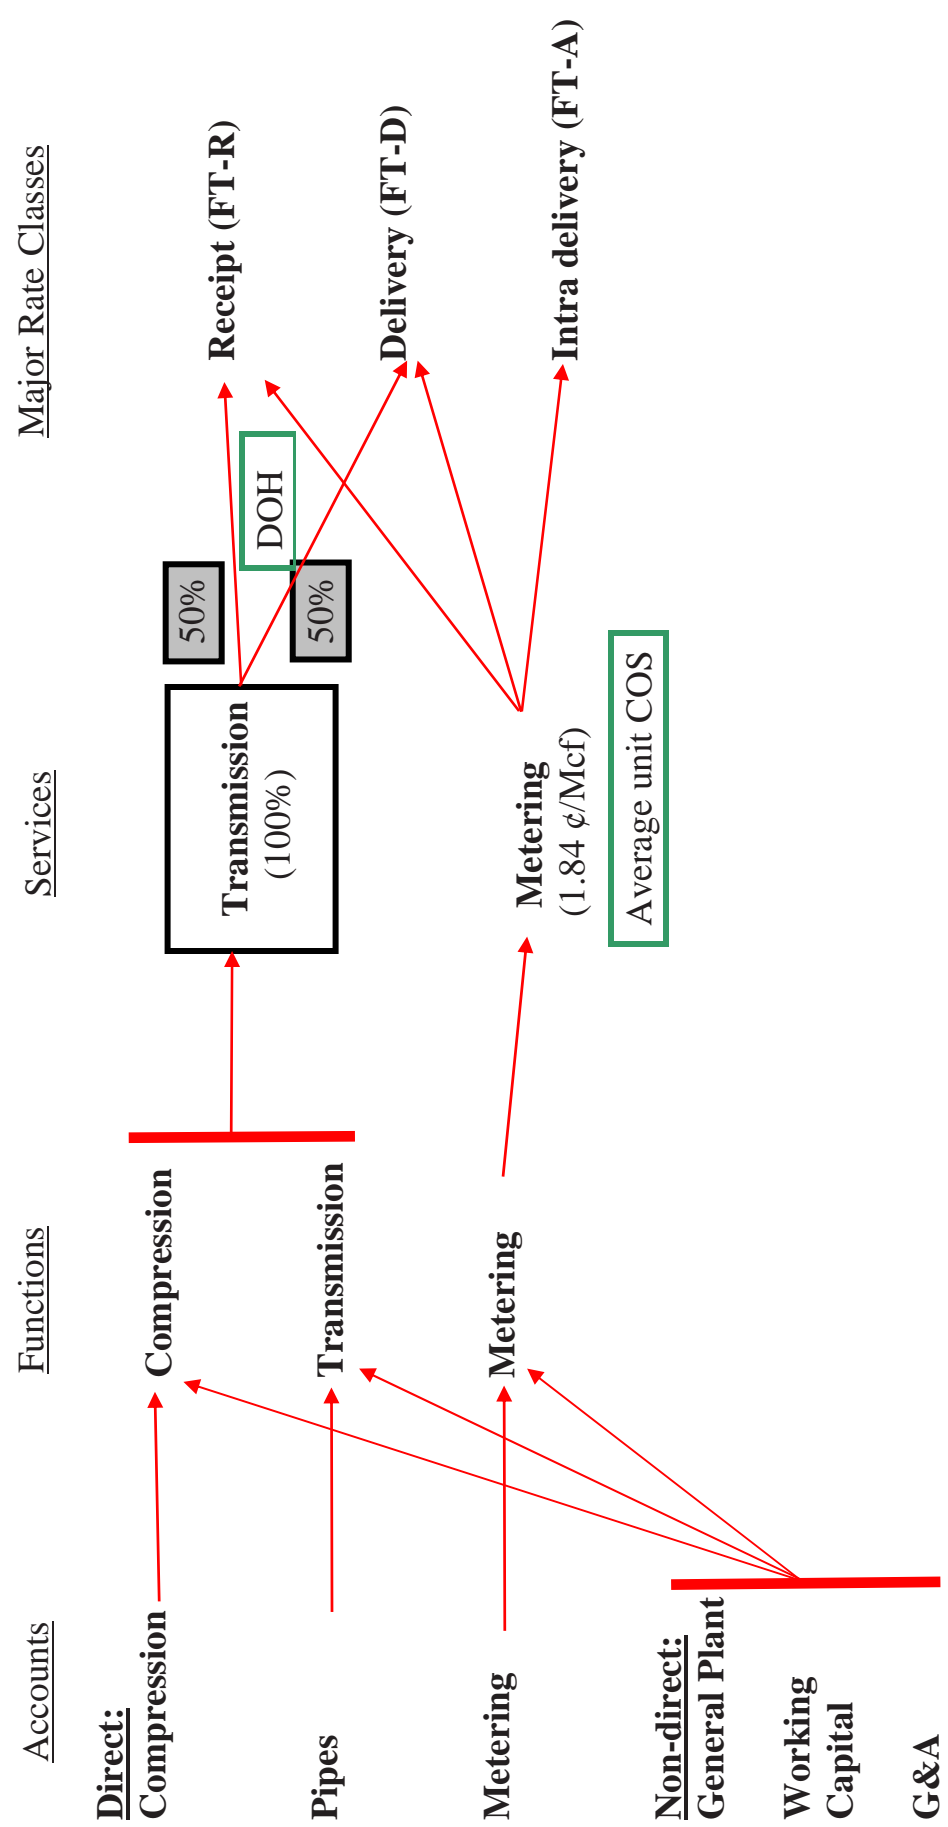 Accounts
Functions
Services
Major Rate Classes
Direct:
Compression
Pipes
Metering
Non-direct:
General Plant
Working
Capital
G&A
Compression
Transmission
Metering
Transmission
(100%)
Metering
(1.84 ¢/Mcf)
Average unit COS
50%
50%
DOH
Receipt (FT-R)
Delivery (FT-D)
Intra delivery (FT-A)